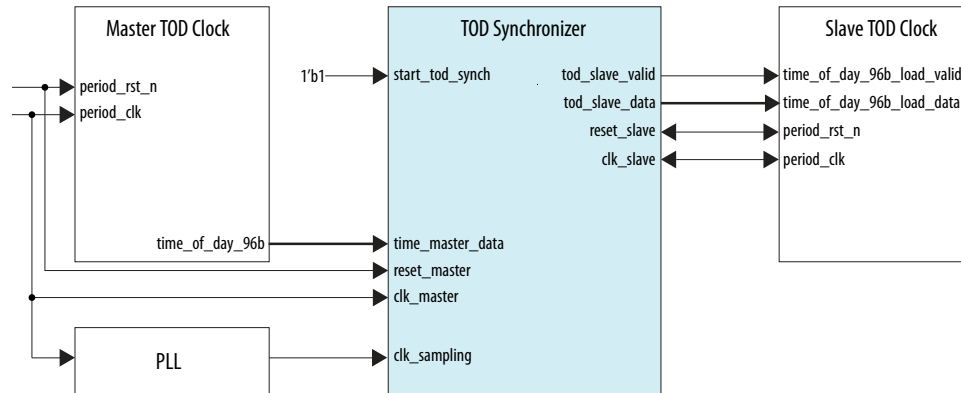 Master TOD Clock
period_rst_n
period_clk
time_of_day_96b
PLL
TOD Synchronizer
1'b1
start_tod_synch
tod_slave_valid
tod_slave_data
reset_slave
clk_slave
time_master_data
reset_master
clk_master
clk_sampling
Slave TOD Clock
time_of_day_96b_load_valid
time_of_day_96b_load_data
period_rst_n
period_clk